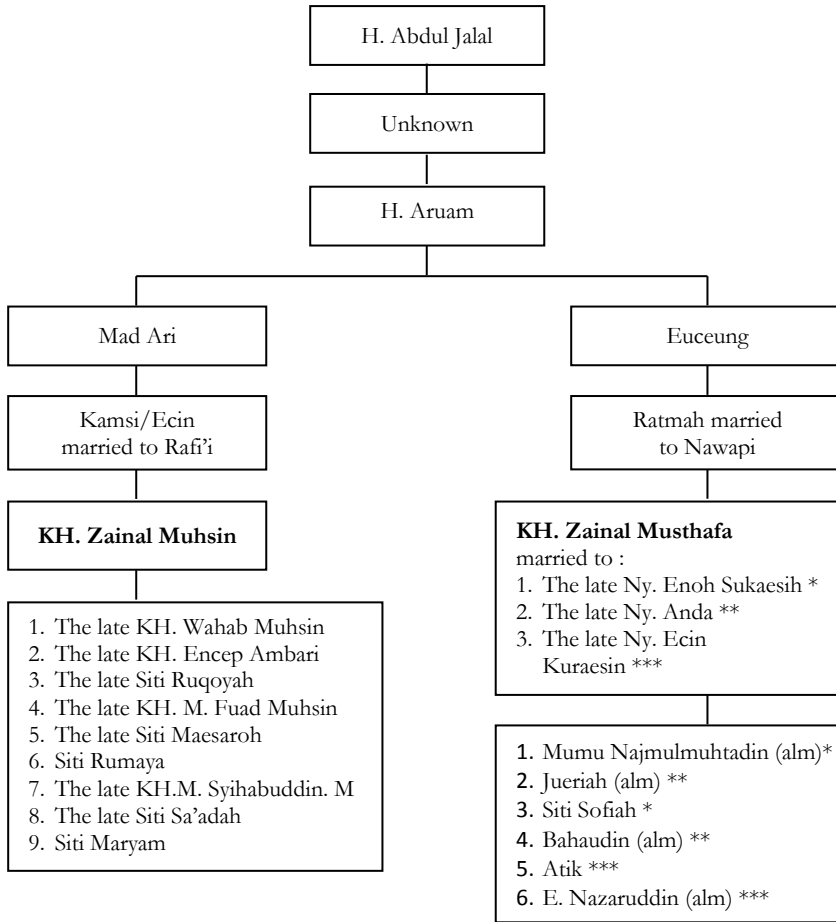 H. Abdul Jalal
Unknown
H. Aruam
Mad Ari
Euceung
Kamsi/Ecin
married to Rafi’i
Ratmah married
to Nawapi
KH. Zainal Muhsin
KH. Zainal Musthafa
married to :
1. The late Ny. Enoh Sukaesih *
2. The late Ny. Anda **
3. The late Ny. Ecin
Kuraesin ***
1. The late KH. Wahab Muhsin
2. The late KH. Encep Ambari
3. The late Siti Ruqoyah
4. The late KH. M. Fuad Muhsin
5. The late Siti Maesaroh
6. Siti Rumaya
7. The late KH.M. Syihabuddin. M
8. The late Siti Sa’adah
9. Siti Maryam
1. Mumu Najmulmuhtadin (alm)*
2. Jueriah (alm) **
3. Siti Sofiah *
4. Bahaudin (alm) **
5. Atik ***
6. E. Nazaruddin (alm) ***